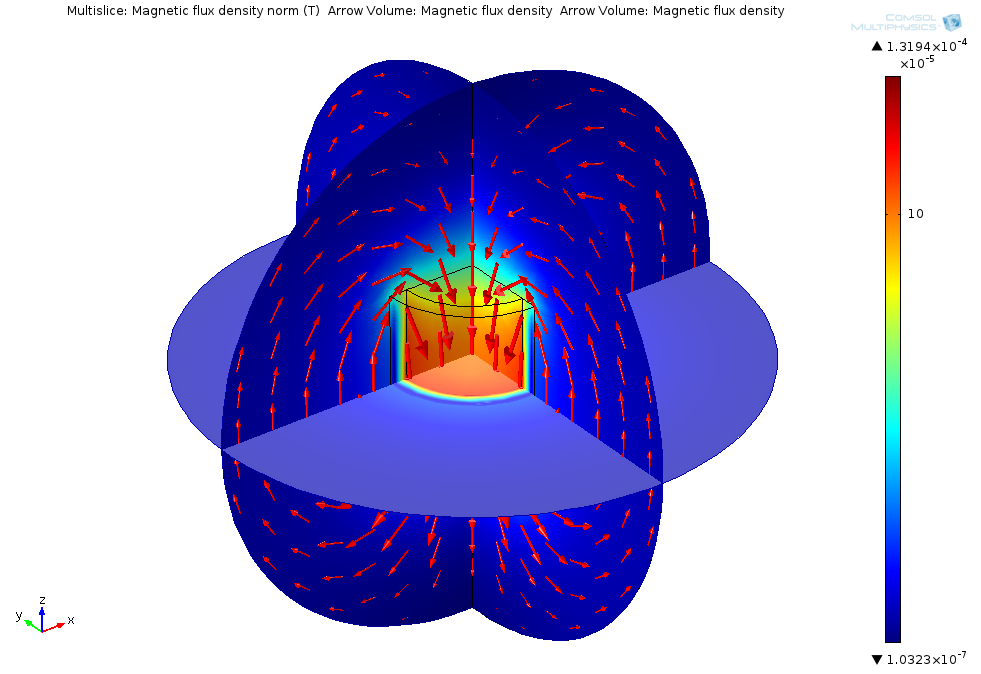 Multislice: Magnetic flux density norm (T) Arrow Volume: Magnetic flux density Arrow Volume: Magnetic flux density
COMSOL
MULTIPHYSICS
▲ 1.3194×10⁻⁴
×10⁻⁵
10
z
y
x
▼ 1.0323×10⁻⁷